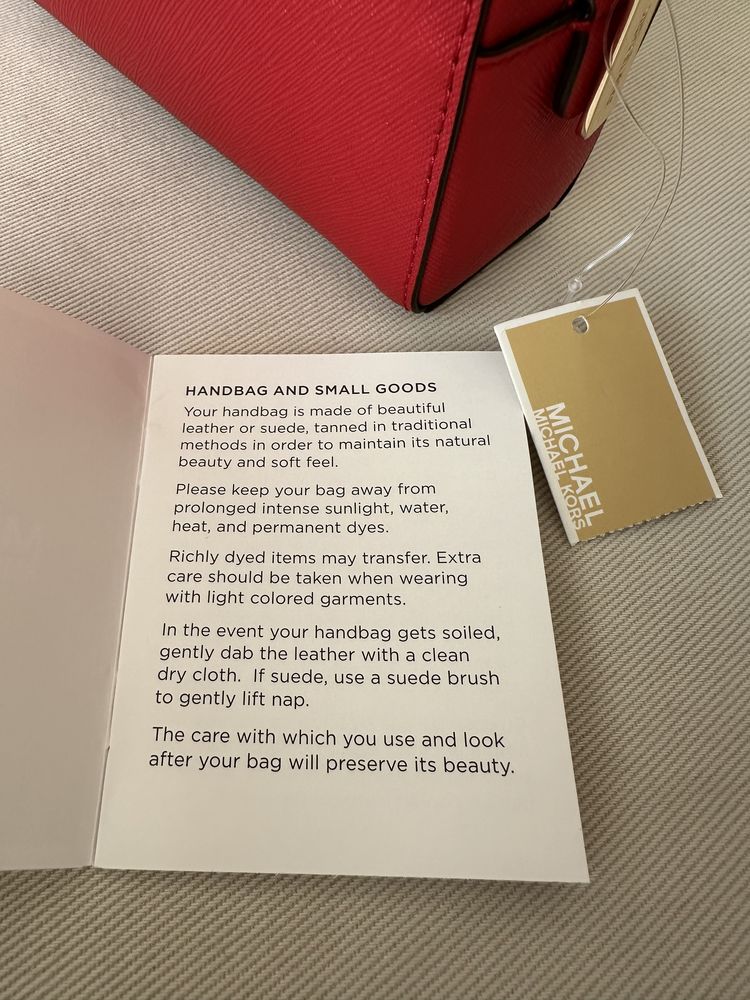 HANDBAG AND SMALL GOODS
Your handbag is made of beautiful
leather or suede, tanned in traditional
methods in order to maintain its natural
beauty and soft feel.
Please keep your bag away from
prolonged intense sunlight, water,
heat, and permanent dyes.
Richly dyed items may transfer. Extra
care should be taken when wearing
with light colored garments.
In the event your handbag gets soiled,
gently dab the leather with a clean
dry cloth.  If suede, use a suede brush
to gently lift nap.
The care with which you use and look
after your bag will preserve its beauty.
MICHAEL
MICHAEL KORS